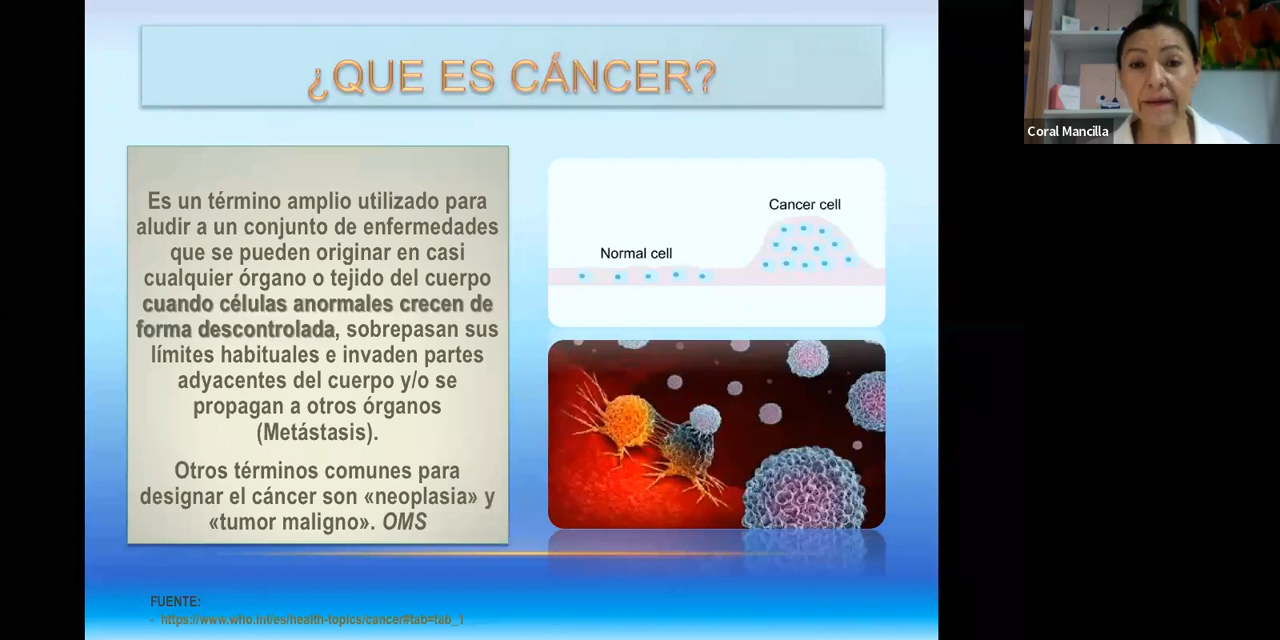 ¿QUE ES CÁNCER?
Es un término amplio utilizado para
aludir a un conjunto de enfermedades
que se pueden originar en casi
cualquier órgano o tejido del cuerpo
cuando células anormales crecen de
forma descontrolada, sobrepasan sus
límites habituales e invaden partes
adyacentes del cuerpo y/o se
propagan a otros órganos
(Metástasis).
Otros términos comunes para
designar el cáncer son «neoplasia» y
«tumor maligno». OMS
Normal cell
Cancer cell
FUENTE:
- https://www.who.int/es/health-topics/cancer#tab=tab_1
Coral Mancilla